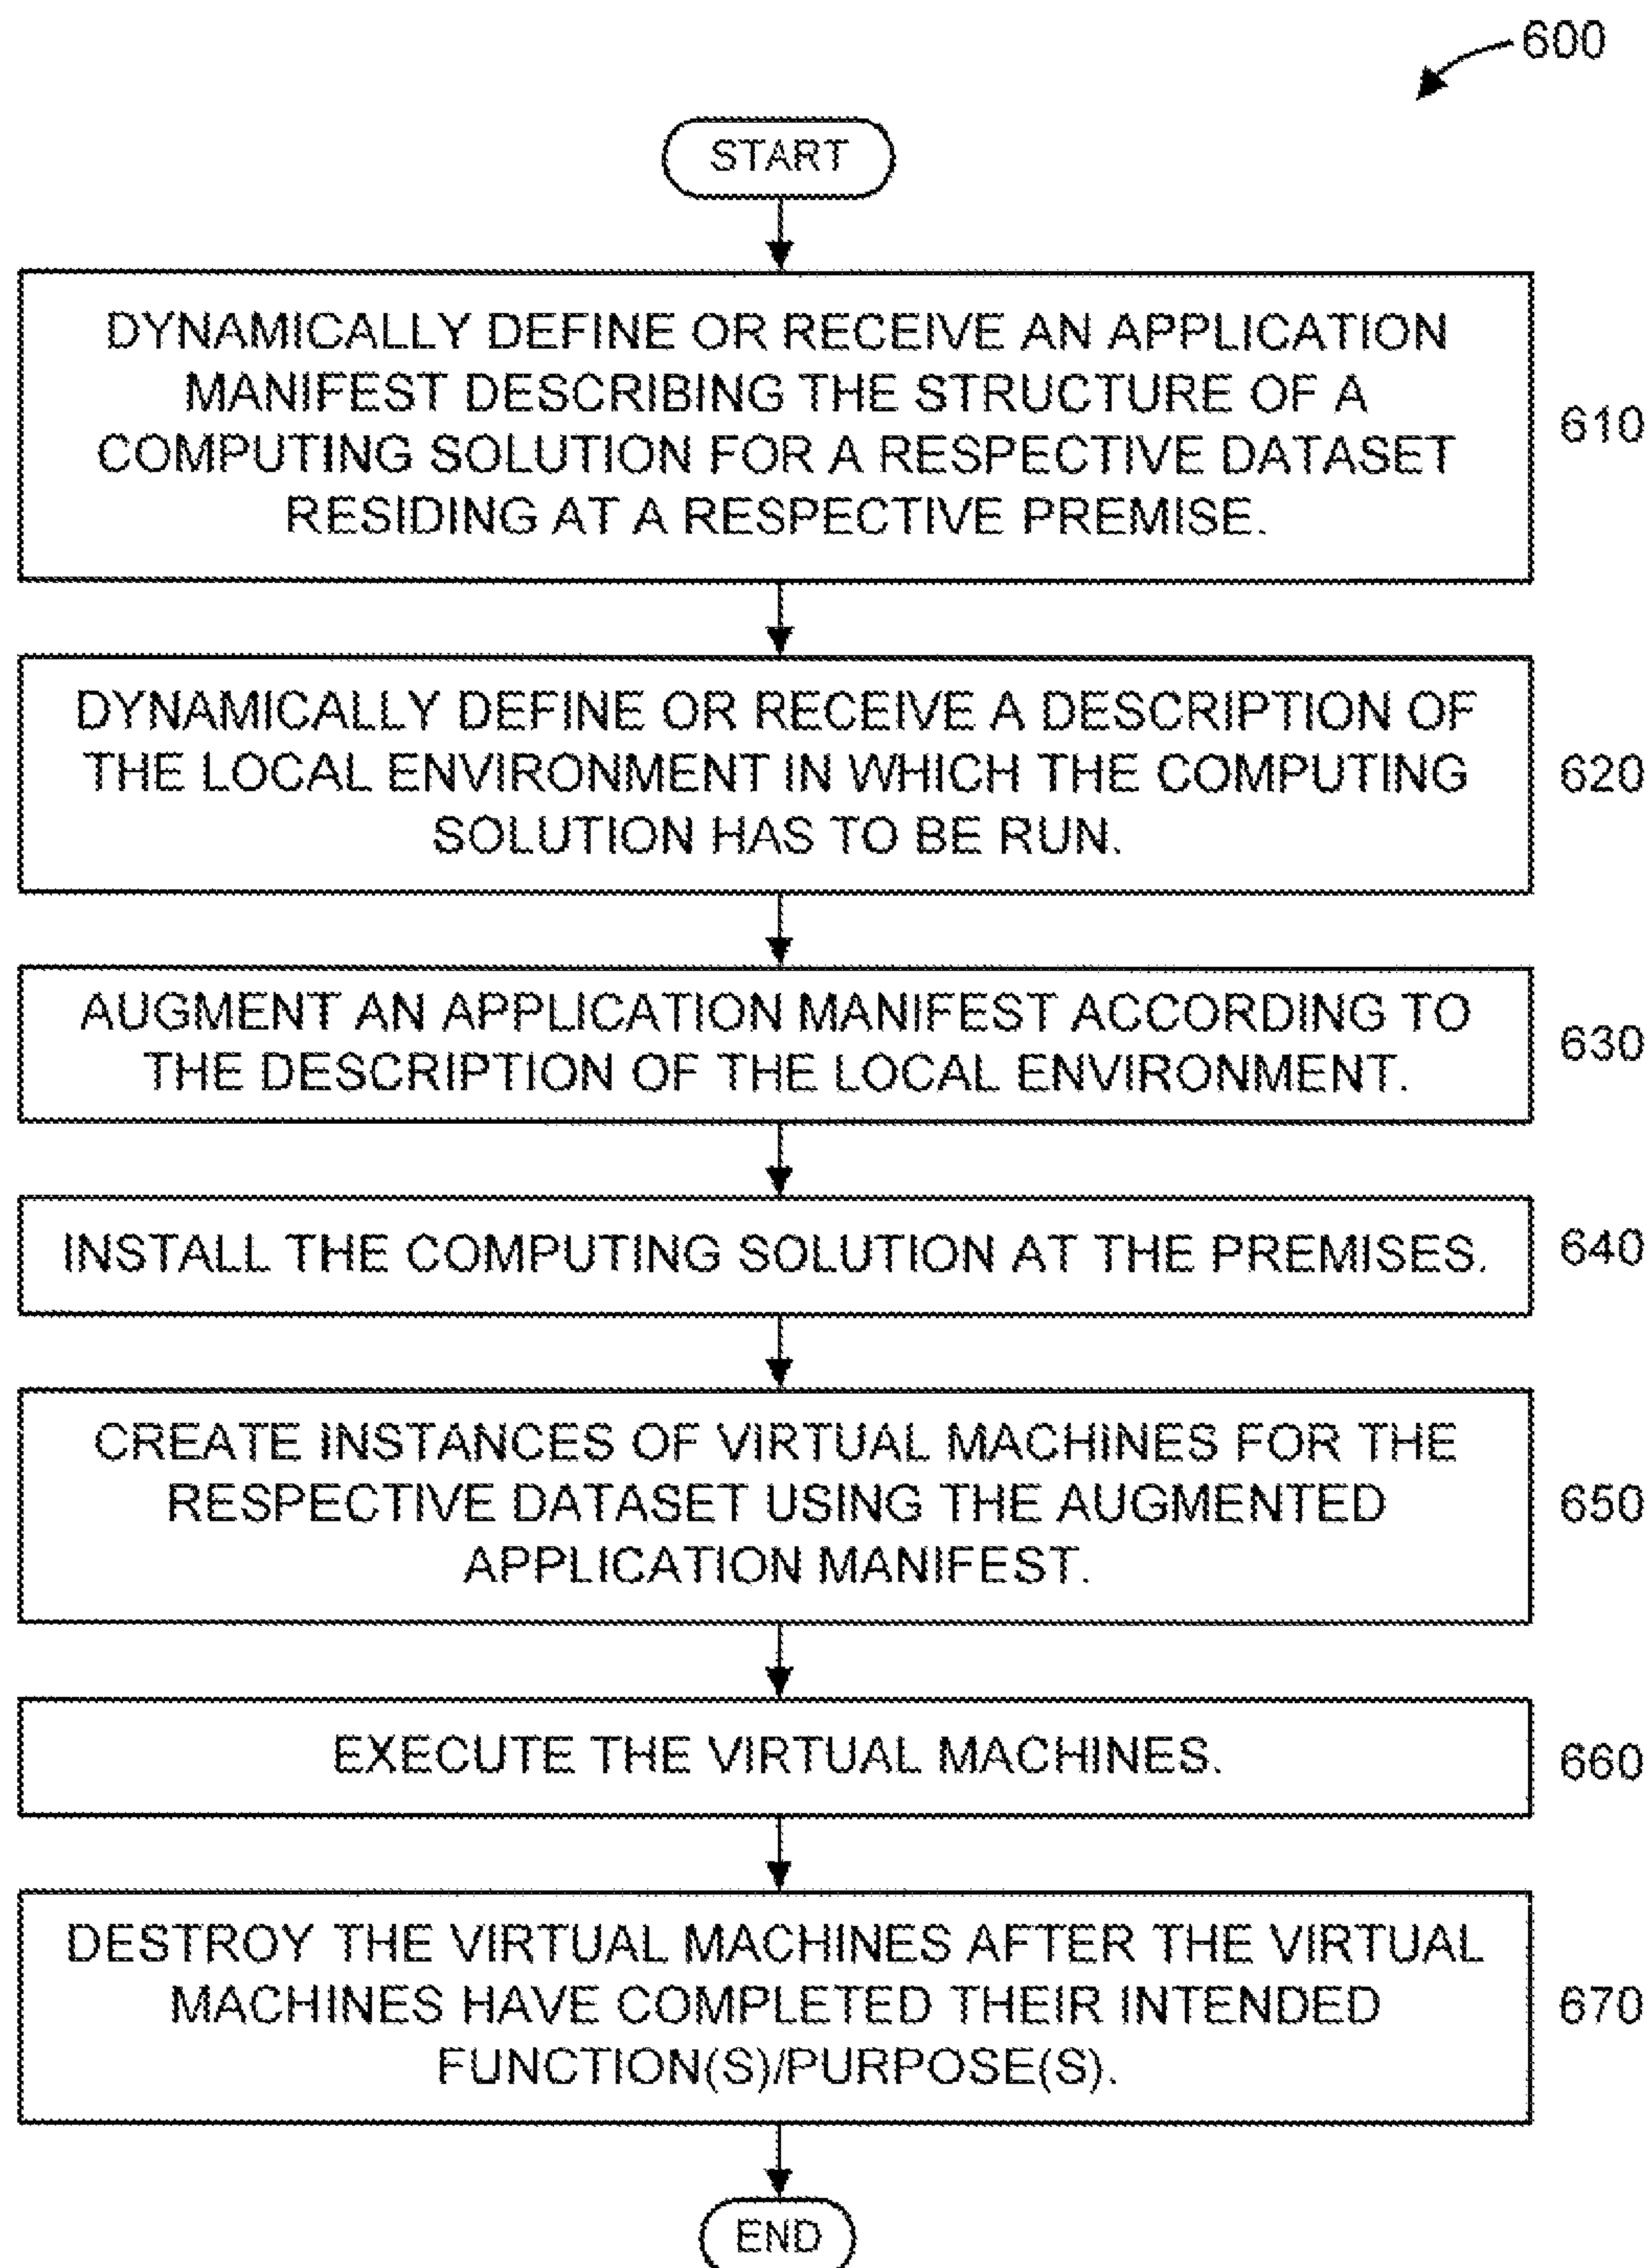 600
START
DYNAMICALLY DEFINE OR RECEIVE AN APPLICATION
MANIFEST DESCRIBING THE STRUCTURE OF A
COMPUTING SOLUTION FOR A RESPECTIVE DATASET
RESIDING AT A RESPECTIVE PREMISE.
610
DYNAMICALLY DEFINE OR RECEIVE A DESCRIPTION OF
THE LOCAL ENVIRONMENT IN WHICH THE COMPUTING
SOLUTION HAS TO BE RUN.
620
AUGMENT AN APPLICATION MANIFEST ACCORDING TO
THE DESCRIPTION OF THE LOCAL ENVIRONMENT.
630
INSTALL THE COMPUTING SOLUTION AT THE PREMISES.
640
CREATE INSTANCES OF VIRTUAL MACHINES FOR THE
RESPECTIVE DATASET USING THE AUGMENTED
APPLICATION MANIFEST.
650
EXECUTE THE VIRTUAL MACHINES.
660
DESTROY THE VIRTUAL MACHINES AFTER THE VIRTUAL
MACHINES HAVE COMPLETED THEIR INTENDED
FUNCTION(S)/PURPOSE(S).
670
END